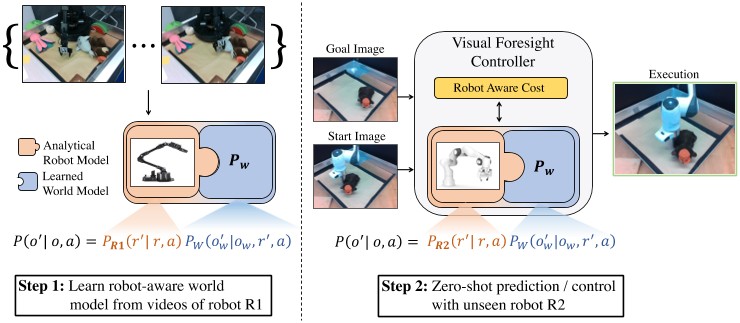 {
...
}
Analytical
Robot Model
Learned
World Model
P_w
P(o'| o, a) = P_R1(r'| r, a) P_W(o'_w|o_w, r', a)
Step 1: Learn robot-aware world
model from videos of robot R1
Visual Foresight
Controller
Goal Image
Robot Aware Cost
Start Image
Execution
P_w
P(o'| o, a) = P_R2(r'| r, a) P_W(o'_w|o_w, r', a)
Step 2: Zero-shot prediction / control
with unseen robot R2